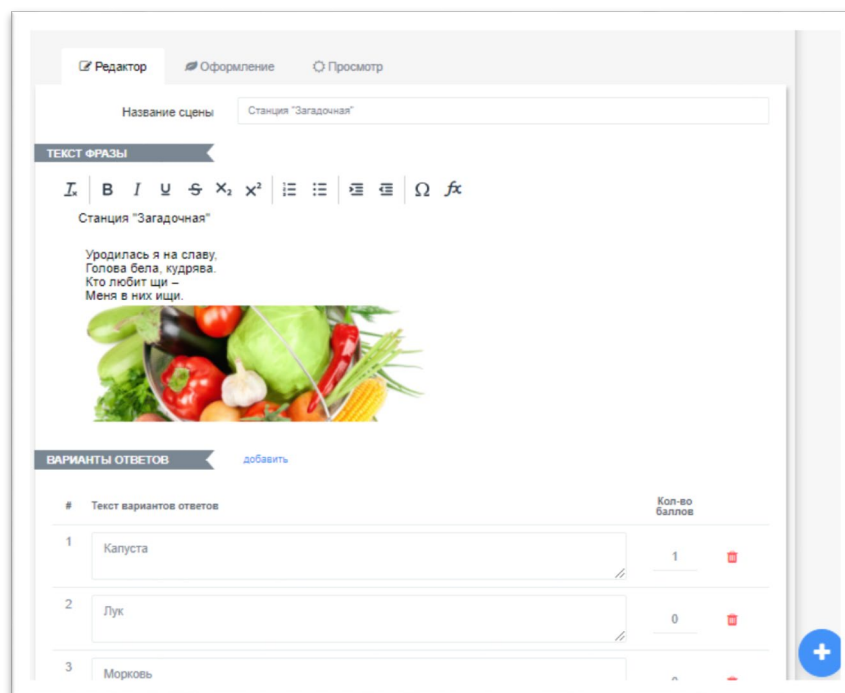 Редактор Оформление Просмотр
Название сцены Станция "Загадочная"
ТЕКСТ ФРАЗЫ
Станция "Загадочная"
Уродилась я на славу,
Голова бела, кудрява.
Кто любит щи –
Меня в них ищи.
ВАРИАНТЫ ОТВЕТОВ добавить
# Текст вариантов ответов Кол-во
баллов
1 Капуста 1
2 Лук 0
3 Морковь